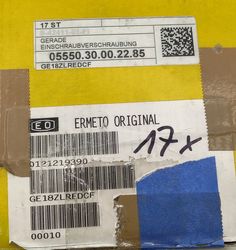 17 ST
GERADE
EINSCHRAUBVERSCHRAUBUNG
05550.30.00.22.85
GE18ZLREDCF
EO
ERMETO ORIGINAL
17x
0121219390
GE18ZLREDCF
00010